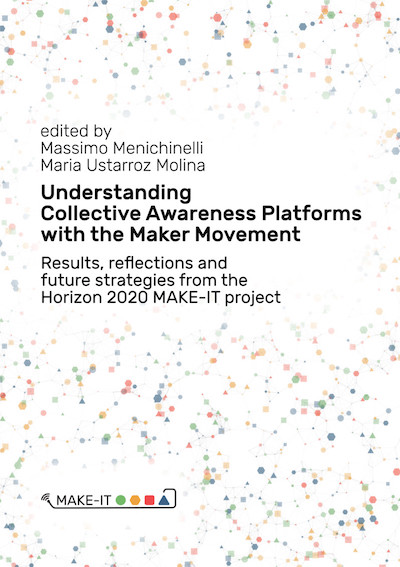 edited by
Massimo Menichinelli
Maria Ustarroz Molina
Understanding
Collective Awareness Platforms
with the Maker Movement
Results, reflections and
future strategies from the
Horizon 2020 MAKE-IT project
MAKE-IT